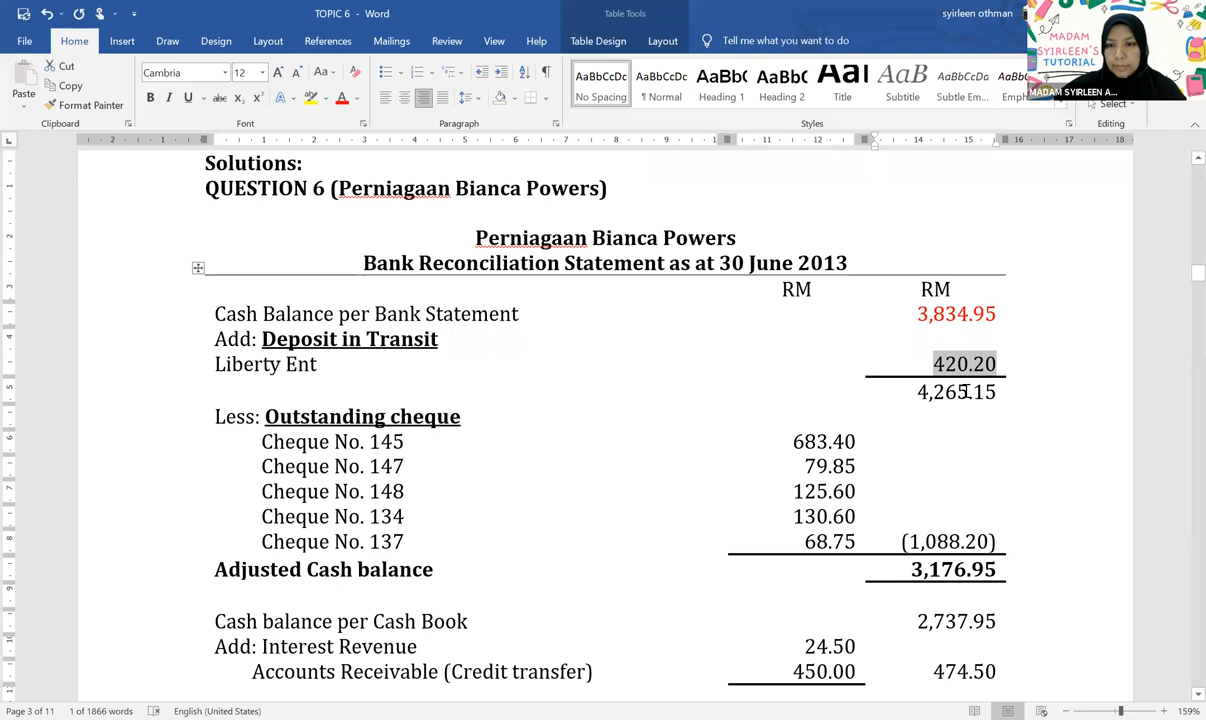 TOPIC 6 - Word
Table Tools
syirleen othman
File Home Insert Draw Design Layout References Mailings Review View Help Table Design Layout Tell me what you want to do
MADAM
SYIRLEEN'S
TUTORIAL
MADAM SYIRLEEN A...
Paste
Cut
Copy
Format Painter
Clipboard
Cambria
12
Font
Paragraph
AaBbCcDc
No Spacing
AaBbCcDc
¶ Normal
AaBbC
Heading 1
AaBbC
Heading 2
AaI
Title
AaB
Subtitle
AaBbCcDc
Subtle Em...
AaBb
Emph
Styles
Select
Editing
Solutions:
QUESTION 6 (Perniagaan Bianca Powers)
Perniagaan Bianca Powers
Bank Reconciliation Statement as at 30 June 2013
RM RM
Cash Balance per Bank Statement 3,834.95
Add: Deposit in Transit
Liberty Ent 420.20
4,265.15
Less: Outstanding cheque
Cheque No. 145 683.40
Cheque No. 147 79.85
Cheque No. 148 125.60
Cheque No. 134 130.60
Cheque No. 137 68.75 (1,088.20)
Adjusted Cash balance 3,176.95
Cash balance per Cash Book 2,737.95
Add: Interest Revenue 24.50
Accounts Receivable (Credit transfer) 450.00 474.50
Page 3 of 11 1 of 1866 words English (United States) 159%